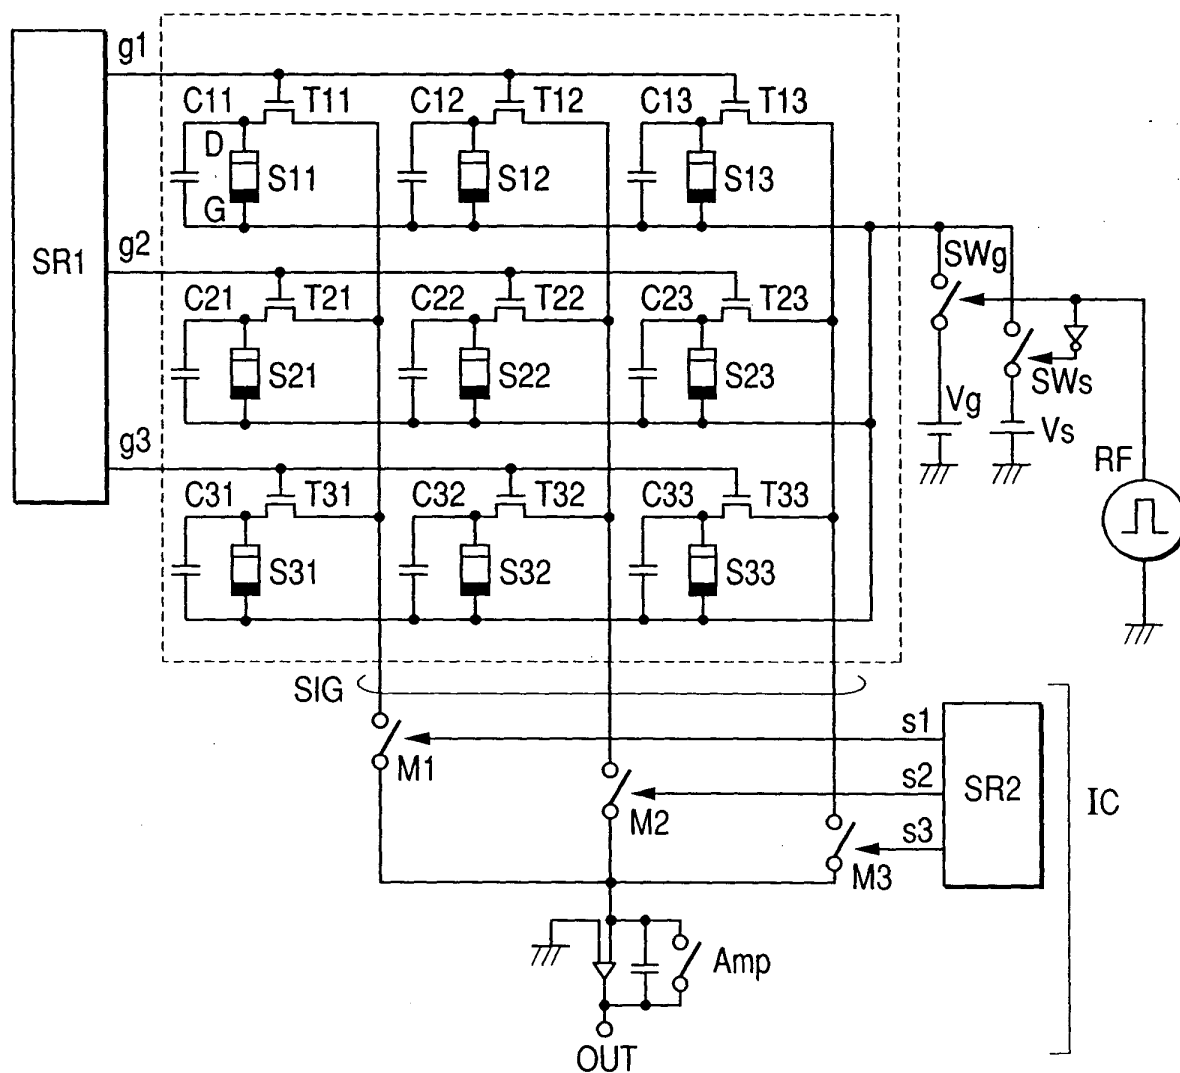 g1
C11 T11 C12 T12 C13 T13
D
S11 S12 S13
G
SR1
g2
SWg
C21 T21 C22 T22 C23 T23
S21 S22 S23
SWs
Vg
Vs
g3
RF
C31 T31 C32 T32 C33 T33
S31 S32 S33
SIG
s1
M1
s2
SR2
IC
M2
s3
M3
Amp
OUT